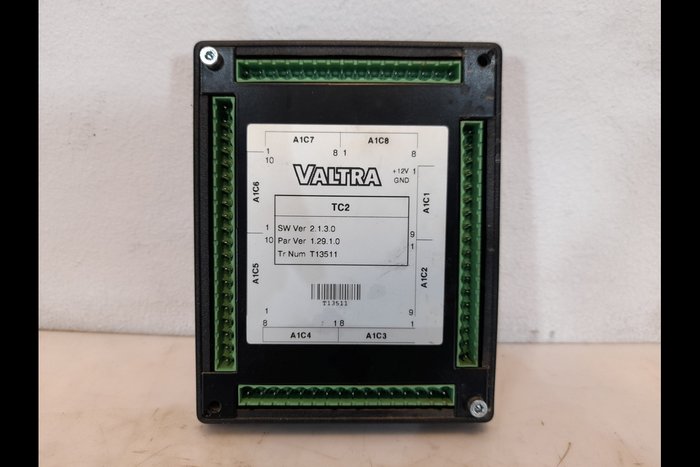 A1C7 A1C8
1 8 1 8
10
VALTRA
+12V 1
GND
A1C6
A1C1
TC2
SW Ver 2.1.3.0
Par Ver 1.29.1.0
Tr Num T13511
1 9
10 1
A1C5
A1C2
T13511
1 9
8 1 8 1
A1C4 A1C3